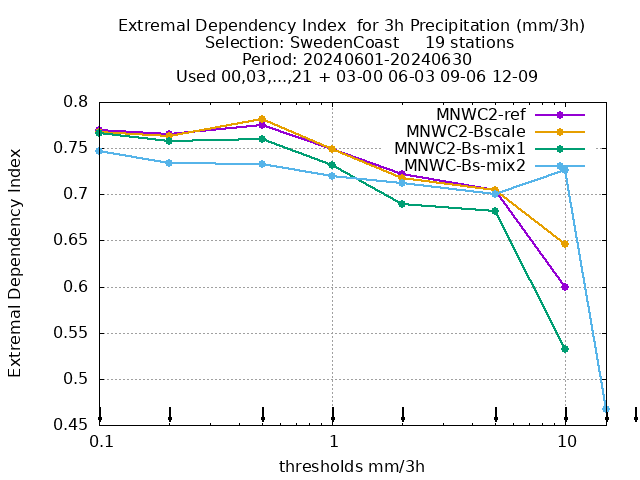 Extremal Dependency Index  for 3h Precipitation (mm/3h)
Selection: SwedenCoast     19 stations
Period: 20240601-20240630
Used 00,03,...,21 + 03-00 06-03 09-06 12-09
Extremal Dependency Index
0.8
0.75
0.7
0.65
0.6
0.55
0.5
0.45
MNWC2-ref
MNWC2-Bscale
MNWC2-Bs-mix1
MNWC-Bs-mix2
0.1
1
10
thresholds mm/3h